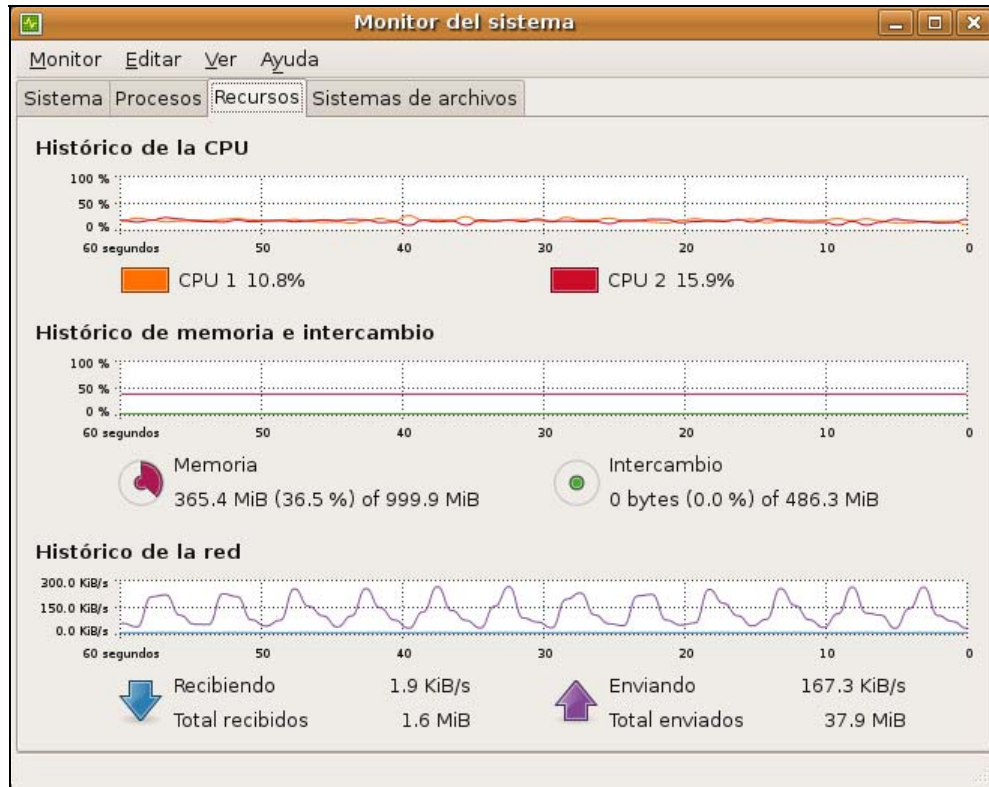 Monitor del sistema
Monitor Editar Ver Ayuda
Sistema Procesos Recursos Sistemas de archivos
Histórico de la CPU
100 %
50 %
0 %
60 segundos 50 40 30 20 10 0
CPU 1 10.8% CPU 2 15.9%
Histórico de memoria e intercambio
100 %
50 %
0 %
60 segundos 50 40 30 20 10 0
Memoria Intercambio
365.4 MiB (36.5 %) of 999.9 MiB 0 bytes (0.0 %) of 486.3 MiB
Histórico de la red
300.0 KiB/s
150.0 KiB/s
0.0 KiB/s
60 segundos 50 40 30 20 10 0
Recibiendo 1.9 KiB/s Enviando 167.3 KiB/s
Total recibidos 1.6 MiB Total enviados 37.9 MiB